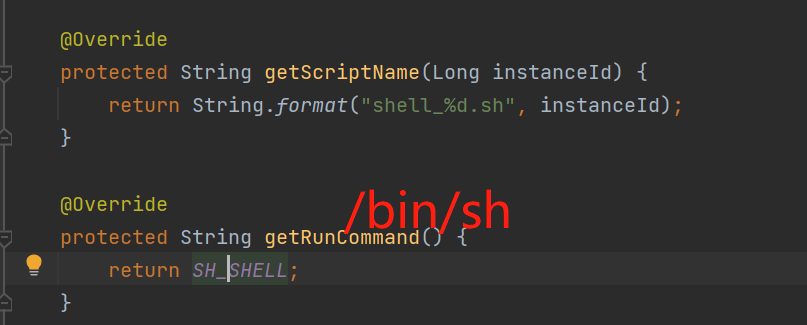 @Override
protected String getScriptName(Long instanceId) {
return String.format("shell_%d.sh", instanceId);
}
@Override
/bin/sh
protected String getRunCommand() {
return SH_SHELL;
}